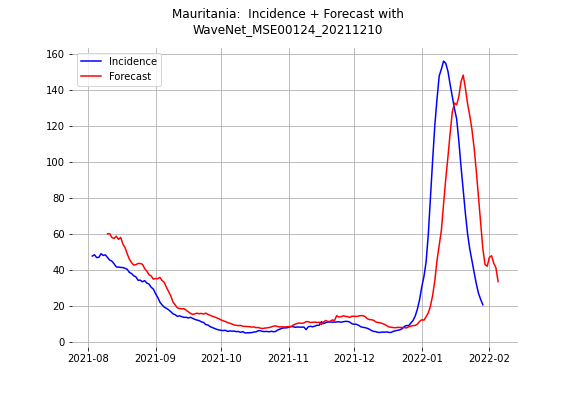 Mauritania:  Incidence + Forecast with
WaveNet_MSE00124_20211210
Incidence
Forecast
160
140
120
100
80
60
40
20
0
2021-08 2021-09 2021-10 2021-11 2021-12 2022-01 2022-02